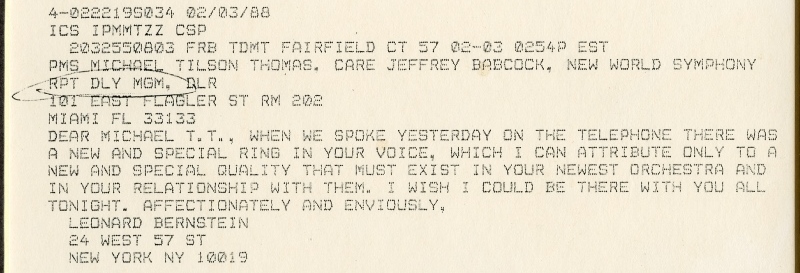 4-022219S034 02/03/88
ICS IPMMTZZ CSP
2032550803 FRB TDMT FAIRFIELD CT 57 02-03 0254P EST
PMS MICHAEL TILSON THOMAS, CARE JEFFREY BABCOCK, NEW WORLD SYMPHONY
RPT DLY MGM, DLR
101 EAST FLAGLER ST RM 202
MIAMI FL 33133
DEAR MICHAEL T.T., WHEN WE SPOKE YESTERDAY ON THE TELEPHONE THERE WAS
A NEW AND SPECIAL RING IN YOUR VOICE, WHICH I CAN ATTRIBUTE ONLY TO A
NEW AND SPECIAL QUALITY THAT MUST EXIST IN YOUR NEWEST ORCHESTRA AND
IN YOUR RELATIONSHIP WITH THEM. I WISH I COULD BE THERE WITH YOU ALL
TONIGHT. AFFECTIONATELY AND ENVIOUSLY,
LEONARD BERNSTEIN
24 WEST 57 ST
NEW YORK NY 10019